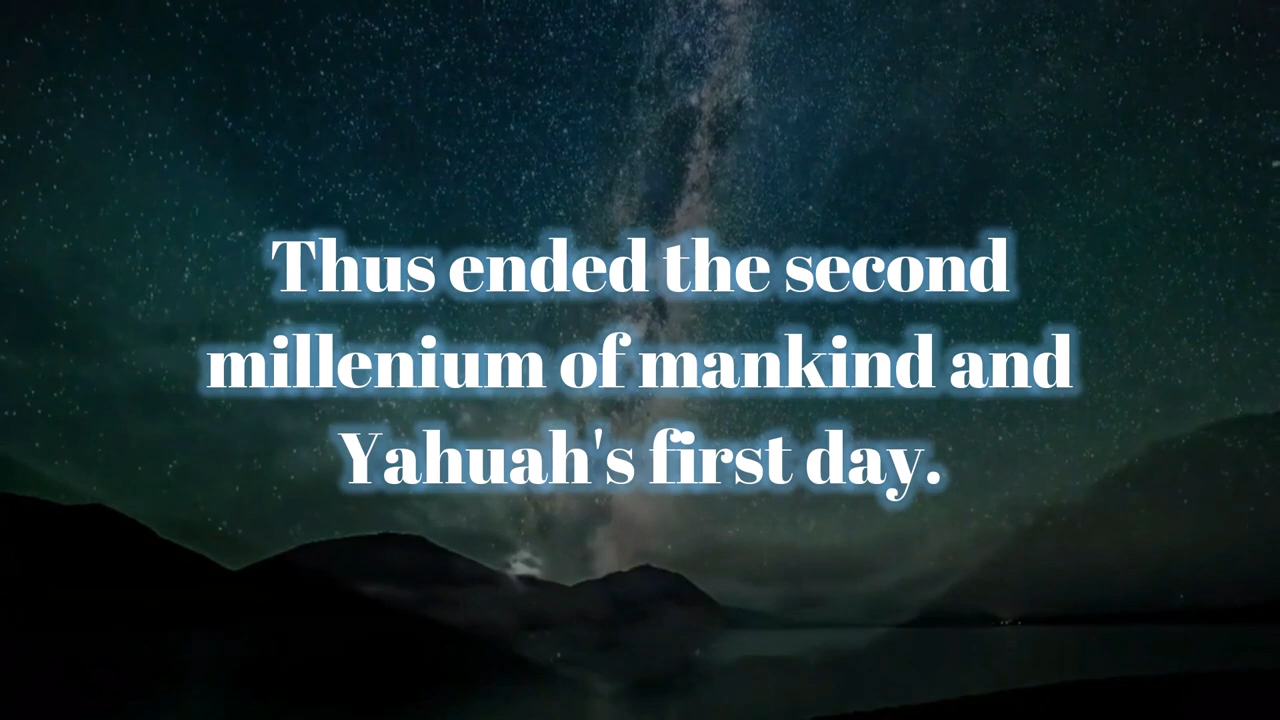 Thus ended the second
millenium of mankind and
Yahuah's first day.